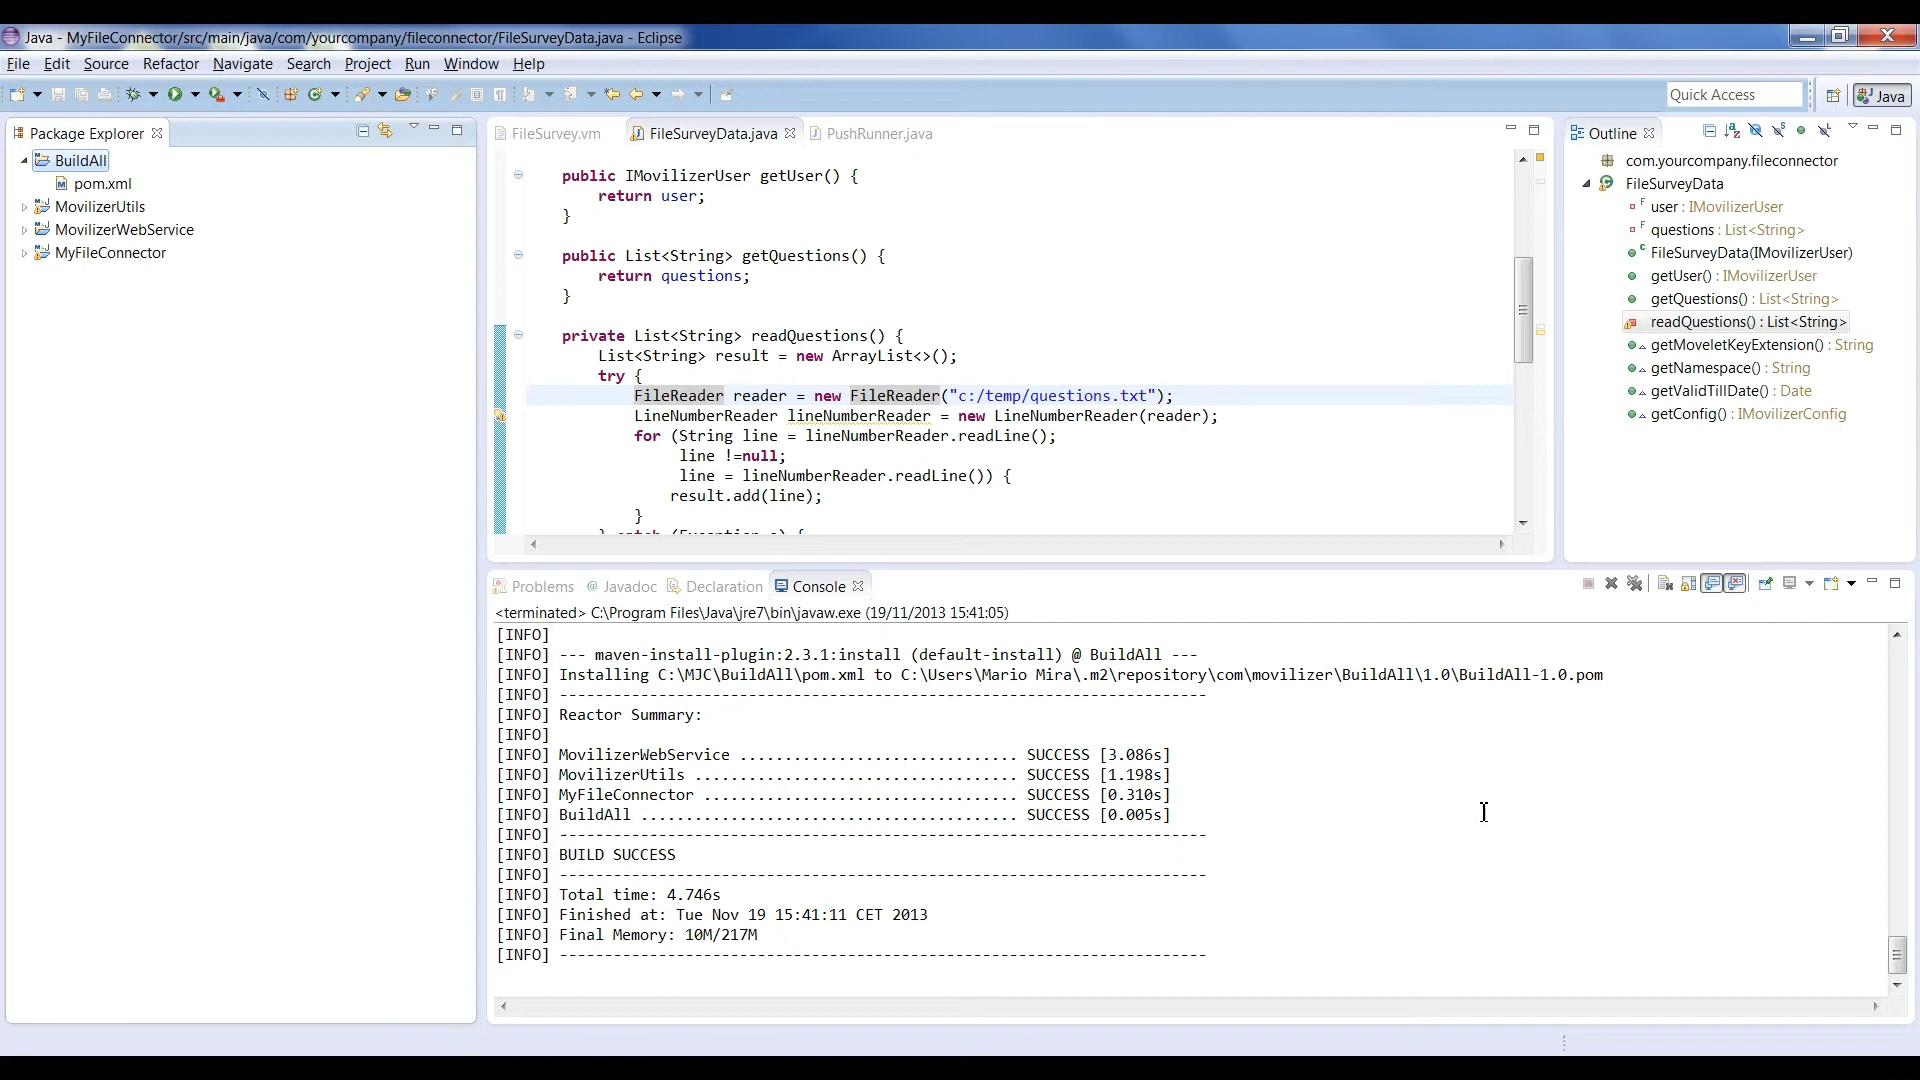 Java - MyFileConnector/src/main/java/com/yourcompany/fileconnector/FileSurveyData.java - Eclipse
File Edit Source Refactor Navigate Search Project Run Window Help
Quick Access
Java
Package Explorer
BuildAll
pom.xml
MovilizerUtils
MovilizerWebService
MyFileConnector
FileSurvey.vm FileSurveyData.java PushRunner.java
public IMovilizerUser getUser() {
return user;
}
public List<String> getQuestions() {
return questions;
}
private List<String> readQuestions() {
List<String> result = new ArrayList<>();
try {
FileReader reader = new FileReader("c:/temp/questions.txt");
LineNumberReader lineNumberReader = new LineNumberReader(reader);
for (String line = lineNumberReader.readLine();
line !=null;
line = lineNumberReader.readLine()) {
result.add(line);
}
} catch (Exception e) {
Outline
com.yourcompany.fileconnector
FileSurveyData
user : IMovilizerUser
questions : List<String>
FileSurveyData(IMovilizerUser)
getUser() : IMovilizerUser
getQuestions() : List<String>
readQuestions() : List<String>
getMoveletKeyExtension() : String
getNamespace() : String
getValidTillDate() : Date
getConfig() : IMovilizerConfig
Problems @ Javadoc Declaration Console
<terminated> C:\Program Files\Java\jre7\bin\javaw.exe (19/11/2013 15:41:05)
[INFO]
[INFO] --- maven-install-plugin:2.3.1:install (default-install) @ BuildAll ---
[INFO] Installing C:\MJC\BuildAll\pom.xml to C:\Users\Mario Mira\.m2\repository\com\movilizer\BuildAll\1.0\BuildAll-1.0.pom
[INFO] ------------------------------------------------------------------------
[INFO] Reactor Summary:
[INFO]
[INFO] MovilizerWebService ............................... SUCCESS [3.086s]
[INFO] MovilizerUtils .................................... SUCCESS [1.198s]
[INFO] MyFileConnector ................................... SUCCESS [0.310s]
[INFO] BuildAll .......................................... SUCCESS [0.005s]
[INFO] ------------------------------------------------------------------------
[INFO] BUILD SUCCESS
[INFO] ------------------------------------------------------------------------
[INFO] Total time: 4.746s
[INFO] Finished at: Tue Nov 19 15:41:11 CET 2013
[INFO] Final Memory: 10M/217M
[INFO] ------------------------------------------------------------------------